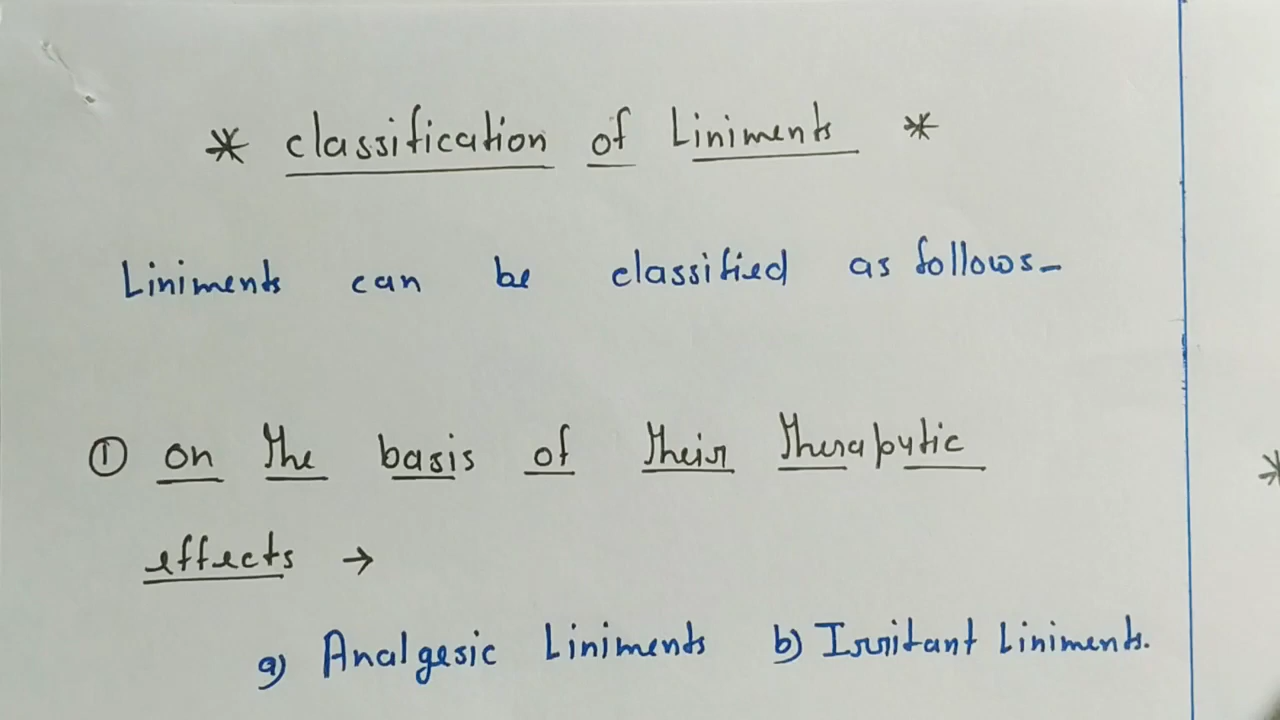 * classification of Liniments *
Liniments can be classified as follows-
① on the basis of their theraputic
effects →
a) Analgesic Liniments b) Irritant Liniments.
*